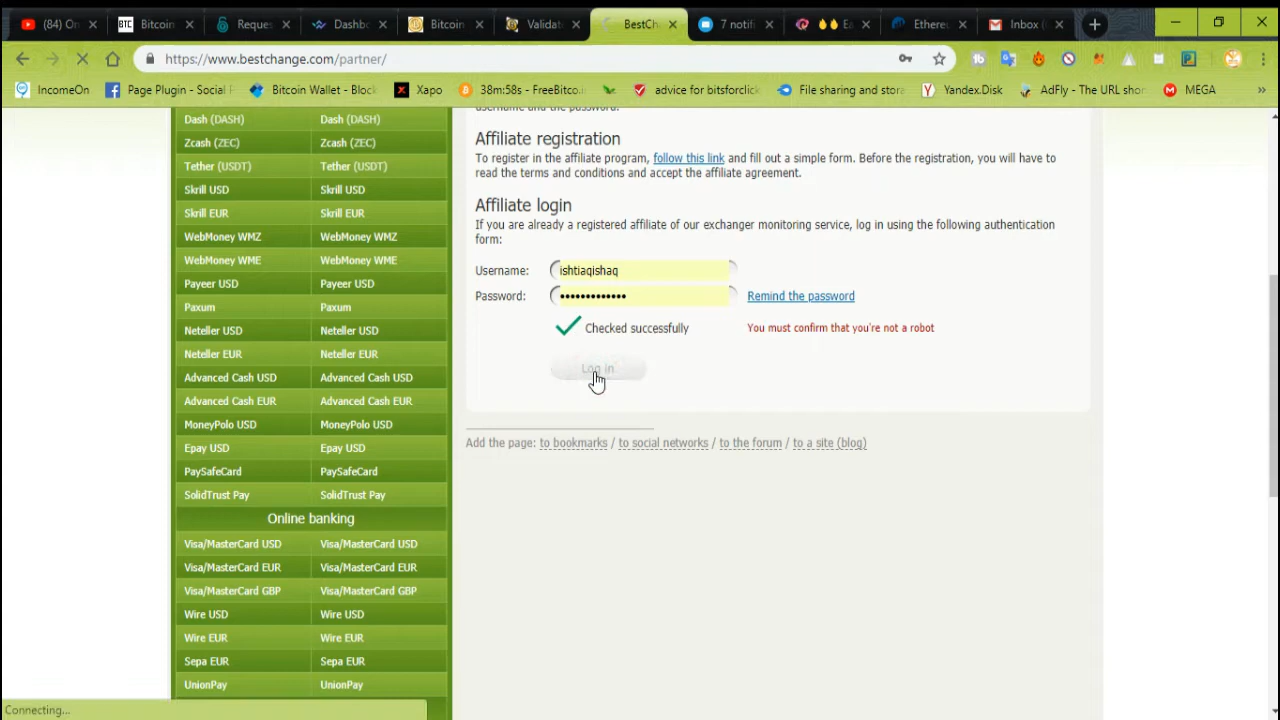 (84) On
BTC Bitcoin
Reques
Dashbo
Bitcoin
Validat
BestCh
7 notif
Ea
Ethereu
Inbox (
https://www.bestchange.com/partner/
IncomeOn
Page Plugin - Social
Bitcoin Wallet - Block
Xapo
38m:58s - FreeBitco
advice for bitsforclick
File sharing and stora
Yandex.Disk
AdFly - The URL shor
MEGA
»
username and the password.
Dash (DASH) Dash (DASH)
Zcash (ZEC) Zcash (ZEC)
Tether (USDT) Tether (USDT)
Skrill USD Skrill USD
Skrill EUR Skrill EUR
WebMoney WMZ WebMoney WMZ
WebMoney WME WebMoney WME
Payeer USD Payeer USD
Paxum Paxum
Neteller USD Neteller USD
Neteller EUR Neteller EUR
Advanced Cash USD Advanced Cash USD
Advanced Cash EUR Advanced Cash EUR
MoneyPolo USD MoneyPolo USD
Epay USD Epay USD
PaySafeCard PaySafeCard
SolidTrust Pay SolidTrust Pay
Online banking
Visa/MasterCard USD Visa/MasterCard USD
Visa/MasterCard EUR Visa/MasterCard EUR
Visa/MasterCard GBP Visa/MasterCard GBP
Wire USD Wire USD
Wire EUR Wire EUR
Sepa EUR Sepa EUR
UnionPay UnionPay
Affiliate registration
To register in the affiliate program, follow this link and fill out a simple form. Before the registration, you will have to
read the terms and conditions and accept the affiliate agreement.
Affiliate login
If you are already a registered affiliate of our exchanger monitoring service, log in using the following authentication
form:
Username: ishtiaqishaq
Password: ••••••••••••• Remind the password
Checked successfully You must confirm that you're not a robot
Log in
Add the page: to bookmarks / to social networks / to the forum / to a site (blog)
Connecting...